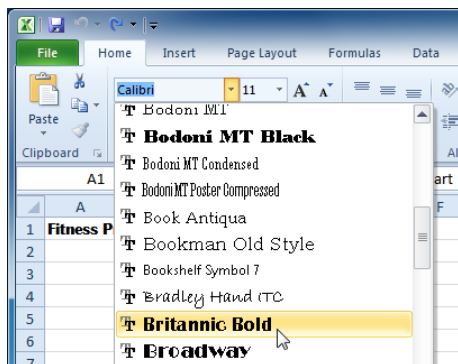 File Home Insert Page Layout Formulas Data
Calibri 11 A A
Paste
Clipboard
A1
art
Bodoni MT
Bodoni MT Black
Bodoni MT Condensed
Bodoni MT Poster Compressed
Book Antiqua
Bookman Old Style
Bookshelf Symbol 7
Bradley Hand ITC
Britannic Bold
Broadway
A F
1 Fitness P
2
3
4
5
6
7